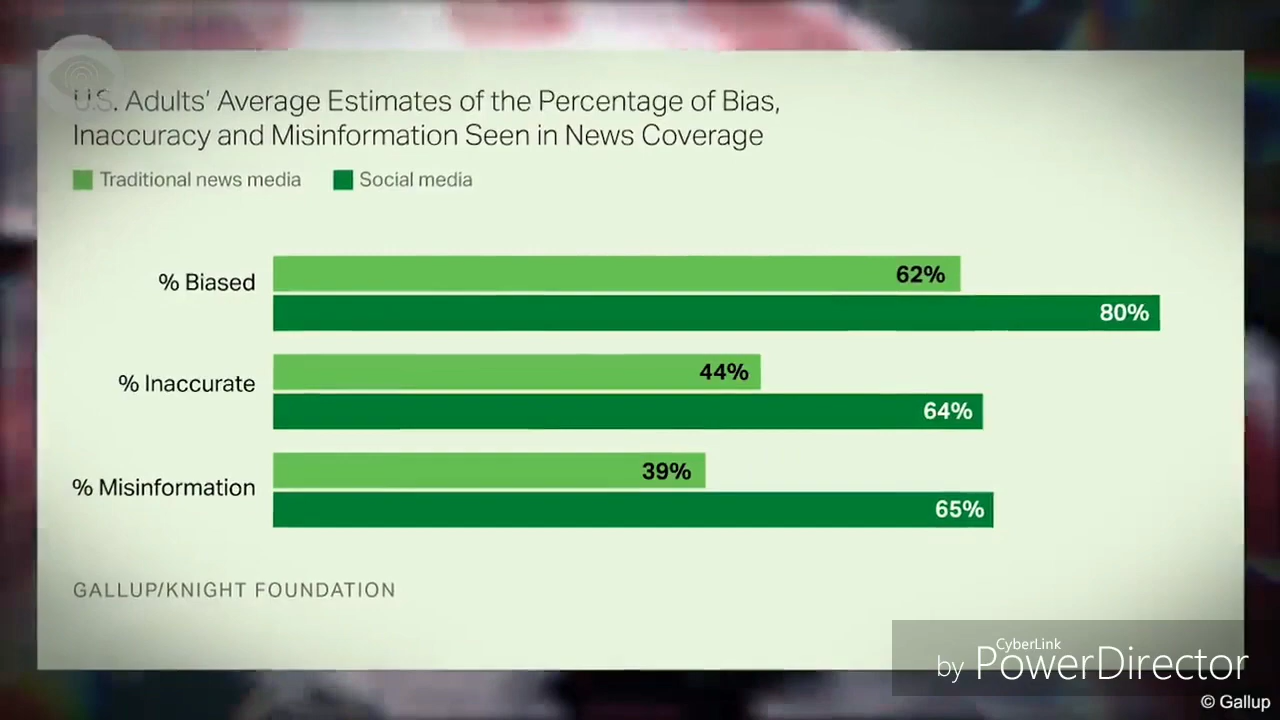 U.S. Adults' Average Estimates of the Percentage of Bias,
Inaccuracy and Misinformation Seen in News Coverage
Traditional news media
Social media
% Biased
62%
80%
% Inaccurate
44%
64%
% Misinformation
39%
65%
GALLUP/KNIGHT FOUNDATION
CyberLink
by PowerDirector
© Gallup